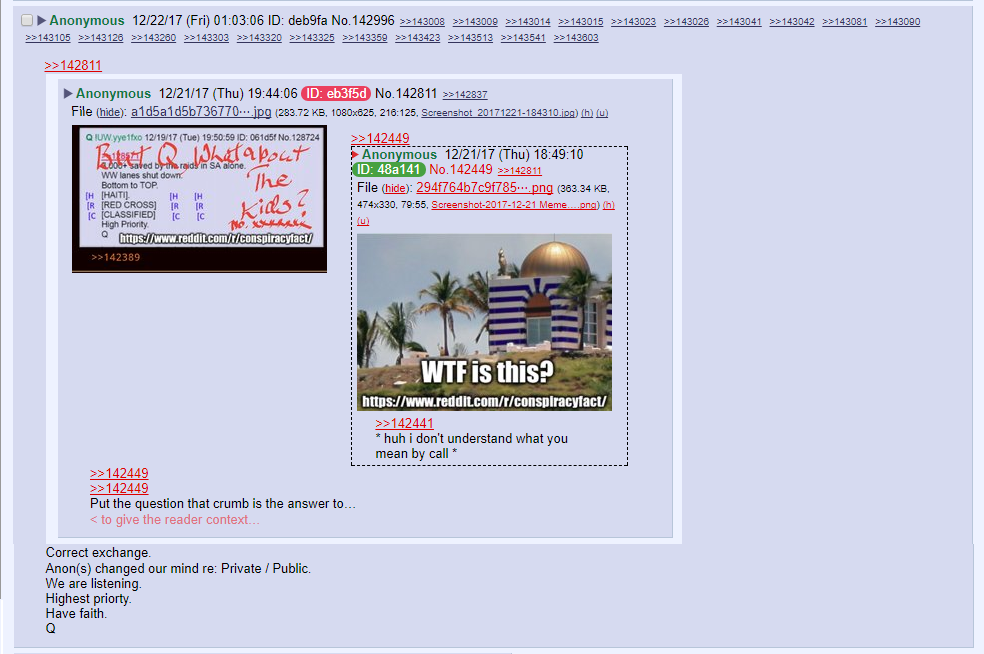 Anonymous 12/22/17 (Fri) 01:03:06 ID: deb9fa No.142996 >>143008 >>143009 >>143014 >>143015 >>143023 >>143026 >>143041 >>143042 >>143081 >>143090
>>143105 >>143126 >>143260 >>143303 >>143320 >>143325 >>143359 >>143423 >>143513 >>143541 >>143603
>>142811
Anonymous 12/21/17 (Thu) 19:44:06 ID: eb3f5d No.142811 >>142837
File (hide): a1d5a1d5b736770⋯.jpg (283.72 KB, 1080x625, 216:125, Screenshot_20171221-184310.jpg) (h) (u)
Q !UW.yye1fxo 12/19/17 (Tue) 19:50:59 ID: 061d5f No.128724
But Q What about
The
Kids?
3,000+ saved by the raids in SA alone.
WW lanes shut down.
Bottom to TOP.
[H [HAITI]. [H [H
[R [RED CROSS] [R [R
[C [CLASSIFIED] [C [C
High Priority.
Q
https://www.reddit.com/r/conspiracyfact/
>>142389
>>142449
Anonymous 12/21/17 (Thu) 18:49:10
ID: 48a141 No.142449 >>142811
File (hide): 294f764b7c9f785⋯.png (363.34 KB,
474x330, 79:55, Screenshot-2017-12-21 Meme….png) (h)
(u)
WTF is this?
https://www.reddit.com/r/conspiracyfact/
>>142441
* huh i don't understand what you
mean by call *
>>142449
>>142449
Put the question that crumb is the answer to…
< to give the reader context…
Correct exchange.
Anon(s) changed our mind re: Private / Public.
We are listening.
Highest priorty.
Have faith.
Q